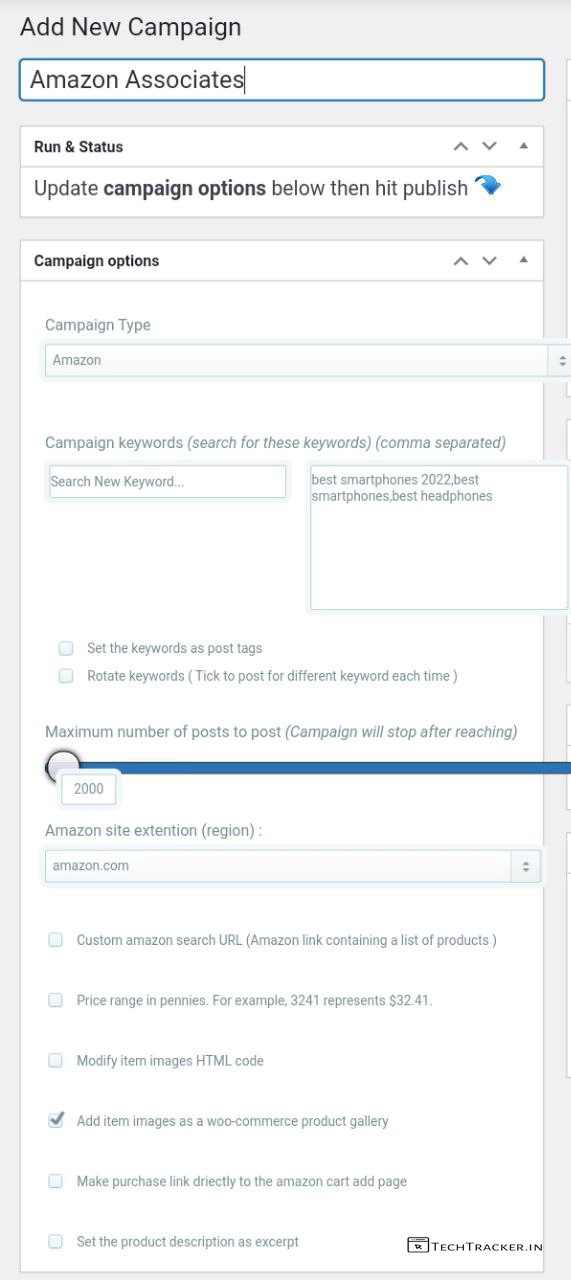 Add New Campaign
Amazon Associates
Run & Status
Update campaign options below then hit publish
Campaign options
Campaign Type
Amazon
Campaign keywords (search for these keywords) (comma separated)
Search New Keyword...
best smartphones 2022,best
smartphones,best headphones
Set the keywords as post tags
Rotate keywords ( Tick to post for different keyword each time )
Maximum number of posts to post (Campaign will stop after reaching)
2000
Amazon site extention (region) :
amazon.com
Custom amazon search URL (Amazon link containing a list of products )
Price range in pennies. For example, 3241 represents $32.41.
Modify item images HTML code
Add item images as a woo-commerce product gallery
Make purchase link driectly to the amazon cart add page
Set the product description as excerpt
TECHTRACKER.IN